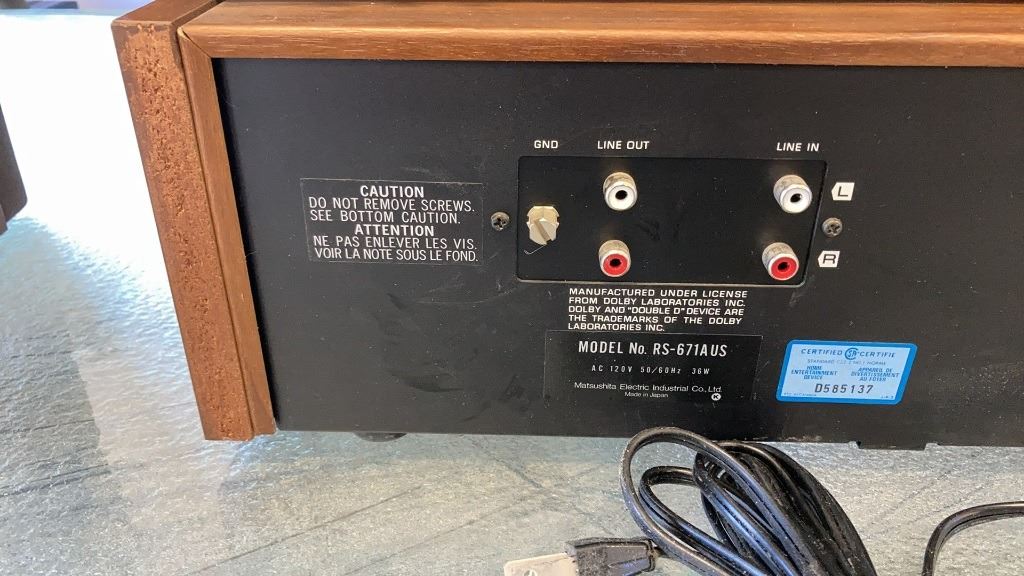 GND
LINE OUT
LINE IN
L
R
CAUTION
DO NOT REMOVE SCREWS.
SEE BOTTOM CAUTION.
ATTENTION
NE PAS ENLEVER LES VIS.
VOIR LA NOTE SOUS LE FOND.
MANUFACTURED UNDER LICENSE
FROM DOLBY LABORATORIES INC.
DOLBY AND "DOUBLE D" DEVICE ARE
THE TRADEMARKS OF THE DOLBY
LABORATORIES INC.
MODEL No. RS-671AUS
AC 120V 50/60Hz 36W
Matsushita Electric Industrial Co., Ltd.
Made in Japan
K
CERTIFIED CERTIFIE
STANDARD NORME
HOME ENTERTAINMENT DEVICE
APPAREIL DE DIVERTISSEMENT AU FOYER
D585137